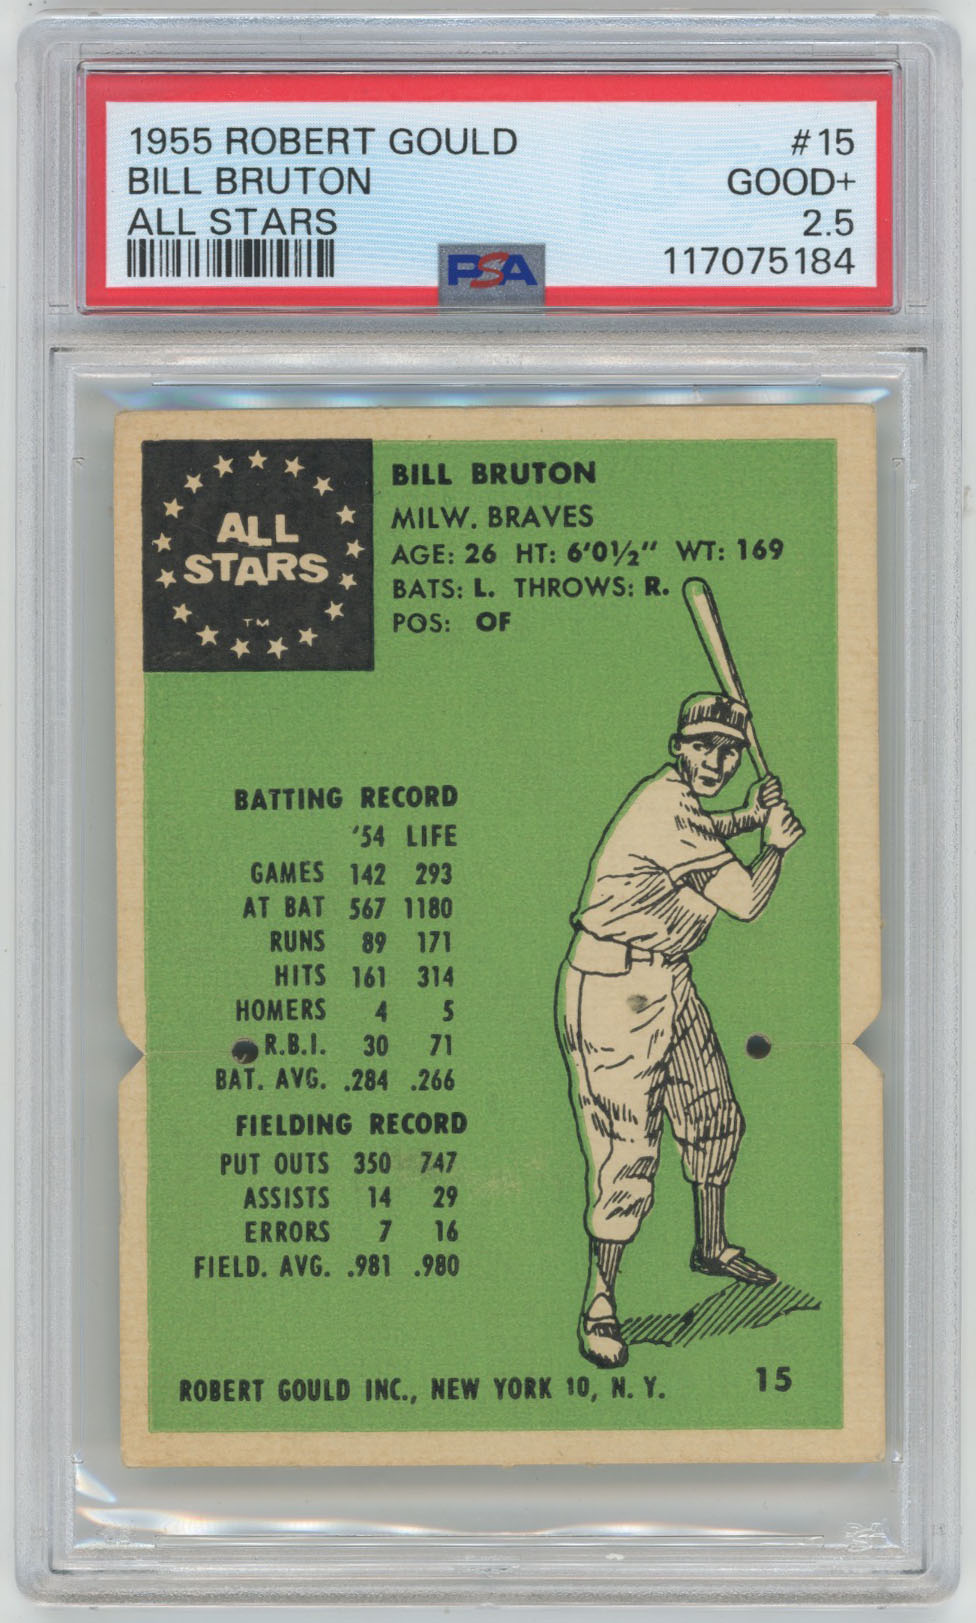 1955 ROBERT GOULD #15
BILL BRUTON GOOD+
ALL STARS 2.5
PSA 117075184
ALL
STARS
TM
BILL BRUTON
MILW. BRAVES
AGE: 26 HT: 6'0½" WT: 169
BATS: L. THROWS: R.
POS: OF
BATTING RECORD
'54 LIFE
GAMES 142 293
AT BAT 567 1180
RUNS 89 171
HITS 161 314
HOMERS 4 5
R.B.I. 30 71
BAT. AVG. .284 .266
FIELDING RECORD
PUT OUTS 350 747
ASSISTS 14 29
ERRORS 7 16
FIELD. AVG. .981 .980
ROBERT GOULD INC., NEW YORK 10, N. Y. 15
PSA